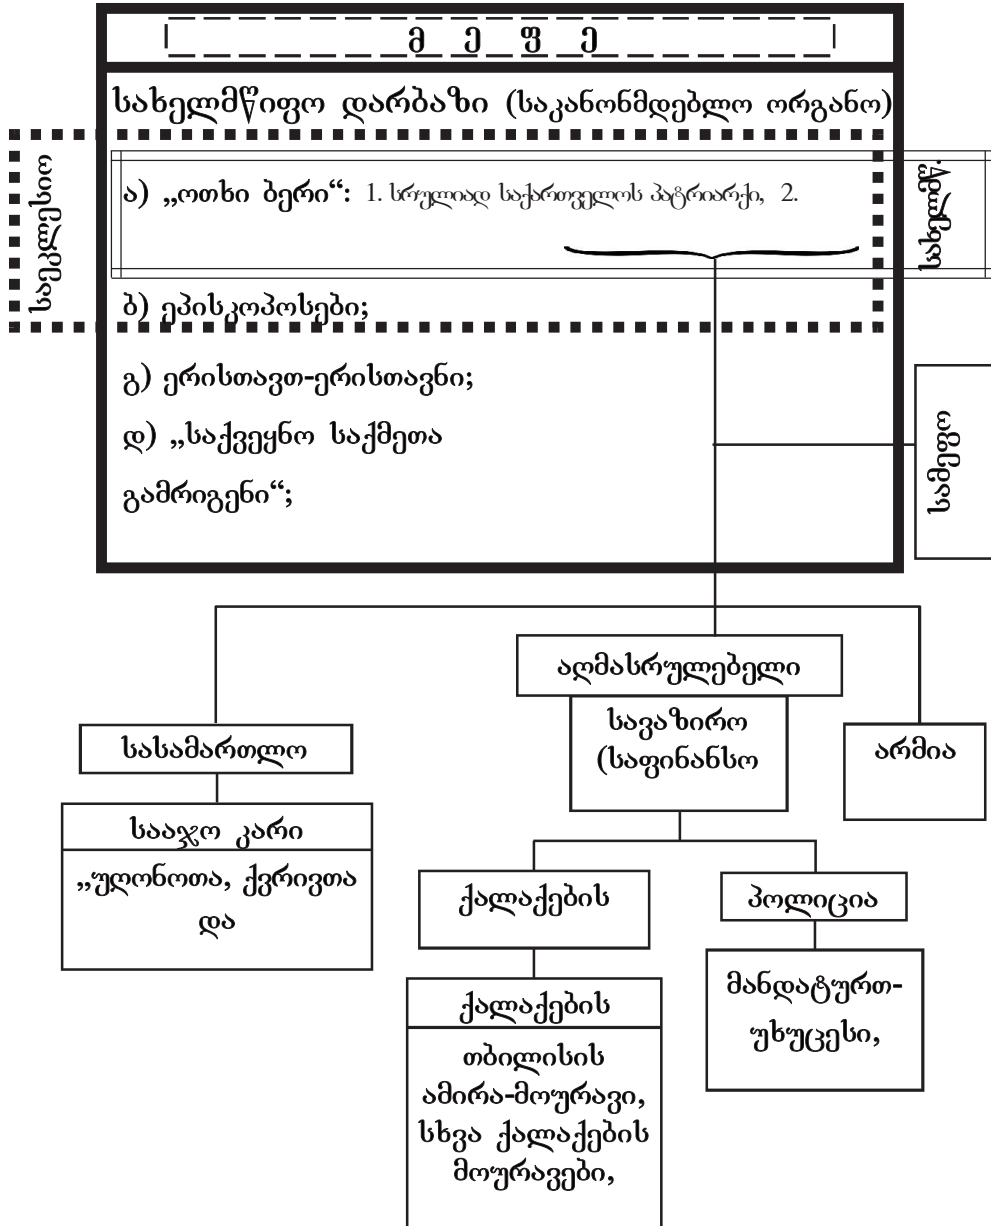 მ ე ფ ე
სახელმწიფო დარბაზი (საკანონმდებლო ორგანო)
საეკლესიო
ა) „ოთხი ბერი“: 1. სრულიად საქართველოს პატრიარქი, 2.
ბ) ეპისკოპოსები;
გ) ერისთავთ-ერისთავნი;
დ) „საქვეყნო საქმეთა
გამრიგენი“;
სამეფო
აღმასრულებელი
სავაზირო
(საფინანსო
სასამართლო
არმია
სააჯო კარი
„უღონოთა, ქვრივთა
და
ქალაქების
პოლიცია
ქალაქების
თბილისის
ამირა-მოურავი,
სხვა ქალაქების
მოურავები,
მანდატურთ-
უხუცესი,